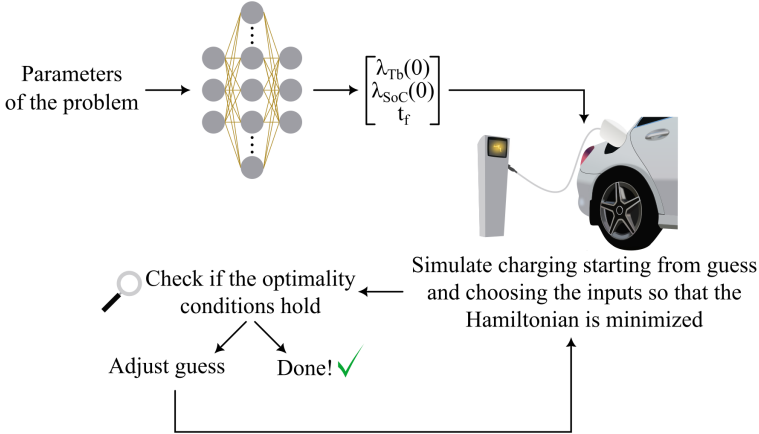 Parameters
of the problem
λTb(0)
λSoC(0)
tf
Simulate charging starting from guess
and choosing the inputs so that the
Hamiltonian is minimized
Check if the optimality
conditions hold
Adjust guess
Done!